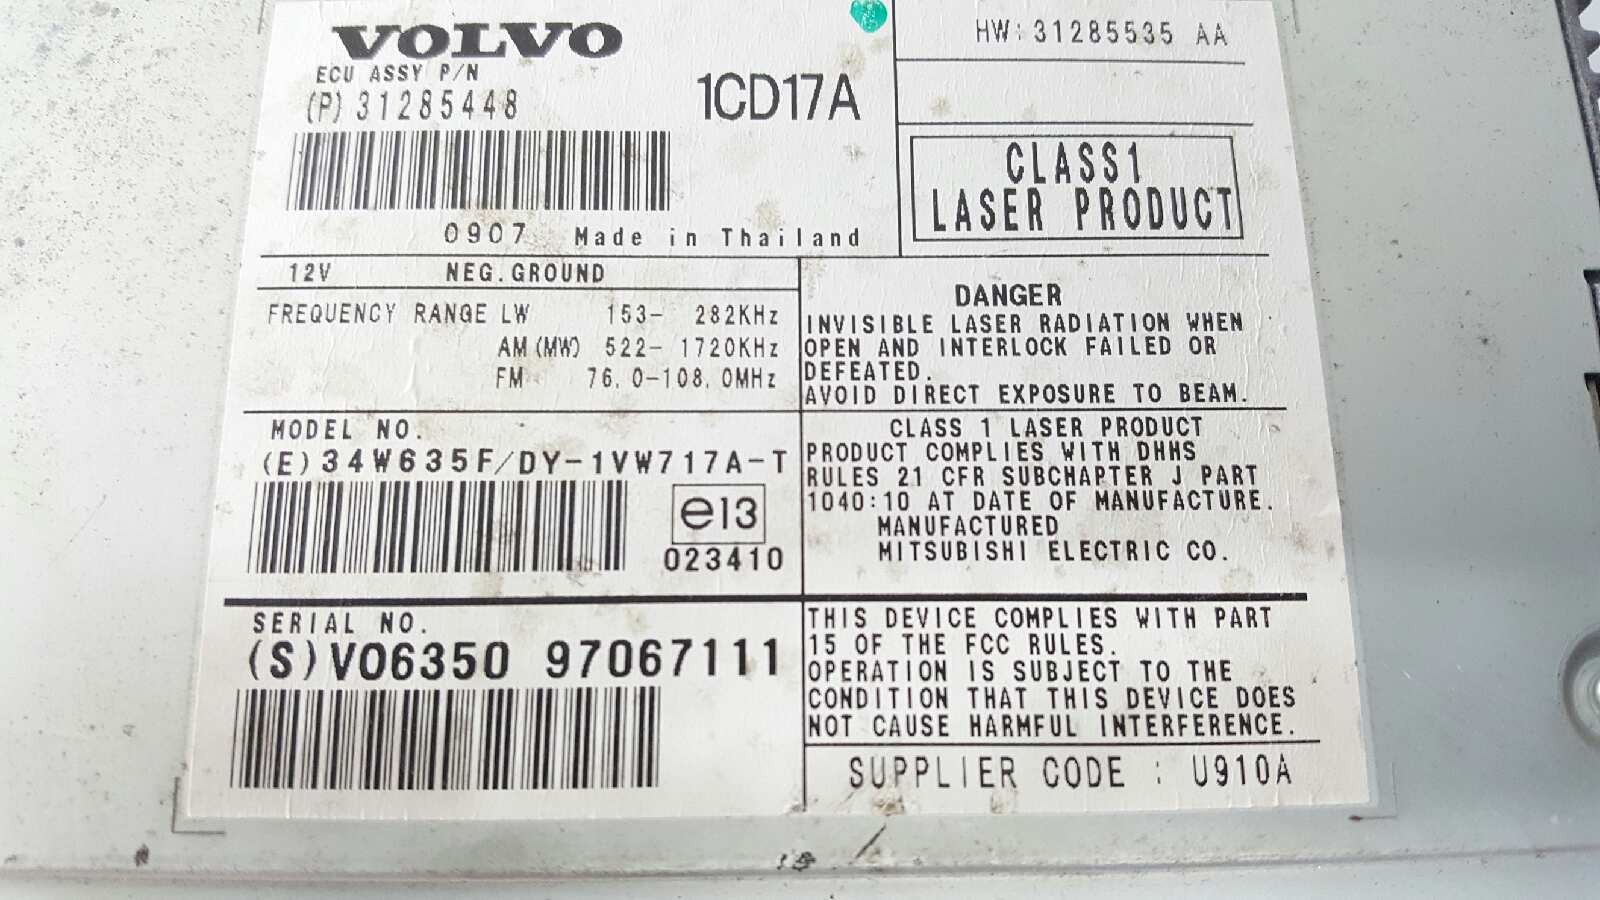 VOLVO
ECU ASSY P/N
(P) 31285448
1CD17A
0907 Made in Thailand
HW: 31285535 AA
CLASS1
LASER PRODUCT
12V NEG.GROUND
FREQUENCY RANGE LW 153- 282KHz
AM (MW) 522- 1720KHz
FM 76.0-108.0MHz
DANGER
INVISIBLE LASER RADIATION WHEN
OPEN AND INTERLOCK FAILED OR
DEFEATED.
AVOID DIRECT EXPOSURE TO BEAM.
MODEL NO.
(E) 34W635F/DY-1VW717A-T
e13
023410
CLASS 1 LASER PRODUCT
PRODUCT COMPLIES WITH DHHS
RULES 21 CFR SUBCHAPTER J PART
1040:10 AT DATE OF MANUFACTURE.
MANUFACTURED
MITSUBISHI ELECTRIC CO.
SERIAL NO.
(S) VO6350 97067111
THIS DEVICE COMPLIES WITH PART
15 OF THE FCC RULES.
OPERATION IS SUBJECT TO THE
CONDITION THAT THIS DEVICE DOES
NOT CAUSE HARMFUL INTERFERENCE.
SUPPLIER CODE : U910A